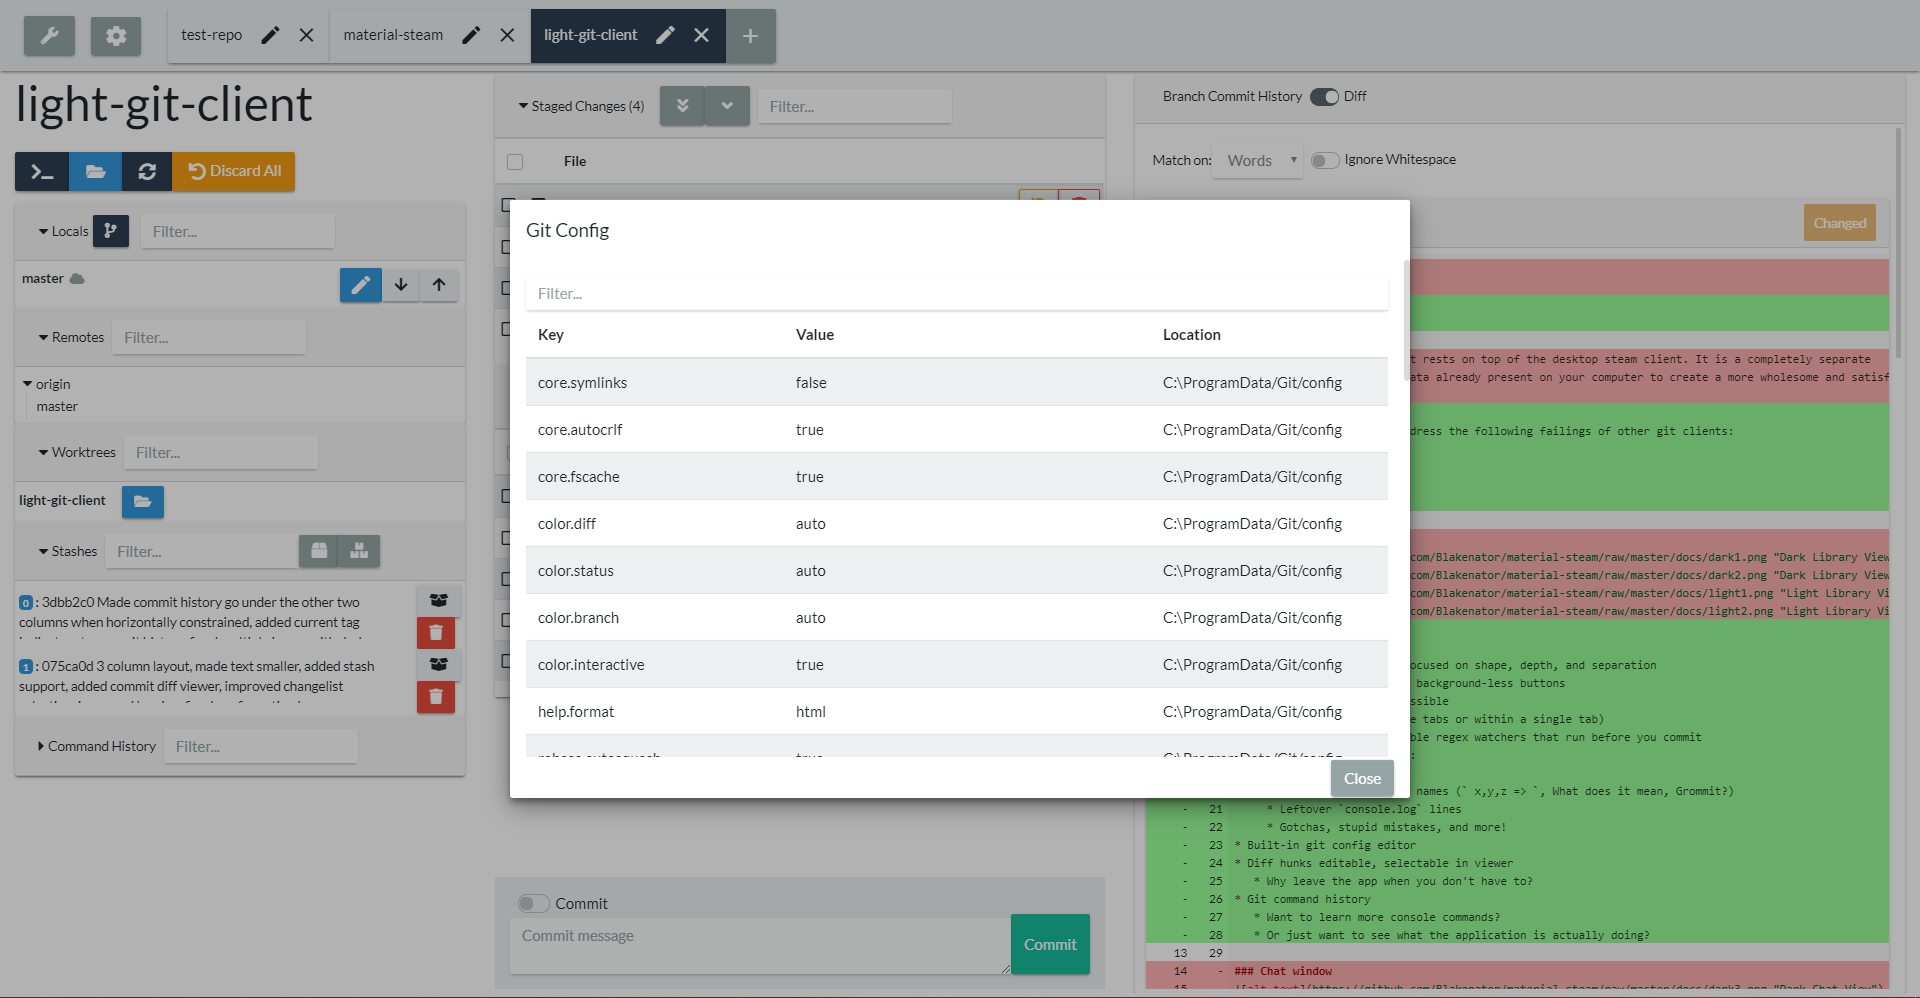 test-repo
material-steam
light-git-client
light-git-client
Discard All
Locals
Filter...
master
Remotes
Filter...
origin
master
Worktrees
Filter...
light-git-client
Stashes
Filter...
0 : 3dbb2c0 Made commit history go under the other two
columns when horizontally constrained, added current tag
1 : 075ca0d 3 column layout, made text smaller, added stash
support, added commit diff viewer, improved changelist
Command History
Filter...
Staged Changes (4)
Filter...
File
Git Config
Filter...
Key Value Location
core.symlinks false C:\ProgramData/Git/config
core.autocrlf true C:\ProgramData/Git/config
core.fscache true C:\ProgramData/Git/config
color.diff auto C:\ProgramData/Git/config
color.status auto C:\ProgramData/Git/config
color.branch auto C:\ProgramData/Git/config
color.interactive true C:\ProgramData/Git/config
help.format html C:\ProgramData/Git/config
Close
Commit
Commit message
Commit
Branch Commit History Diff
Match on: Words Ignore Whitespace
Changed
t rests on top of the desktop steam client. It is a completely separate
ata already present on your computer to create a more wholesome and satisf
dress the following failings of other git clients:
com/Blakenator/material-steam/raw/master/docs/dark1.png "Dark Library View
com/Blakenator/material-steam/raw/master/docs/dark2.png "Dark Library View
com/Blakenator/material-steam/raw/master/docs/light1.png "Light Library Vi
com/Blakenator/material-steam/raw/master/docs/light2.png "Light Library Vi
ocused on shape, depth, and separation
background-less buttons
ssible
e tabs or within a single tab)
ble regex watchers that run before you commit
:
names (` x,y,z => `, What does it mean, Grommit?)
- 21 * Leftover `console.log` lines
- 22 * Gotchas, stupid mistakes, and more!
- 23 * Built-in git config editor
- 24 * Diff hunks editable, selectable in viewer
- 25 * Why leave the app when you don't have to?
- 26 * Git command history
- 27 * Want to learn more console commands?
- 28 * Or just want to see what the application is actually doing?
13 29
14 - ### Chat window